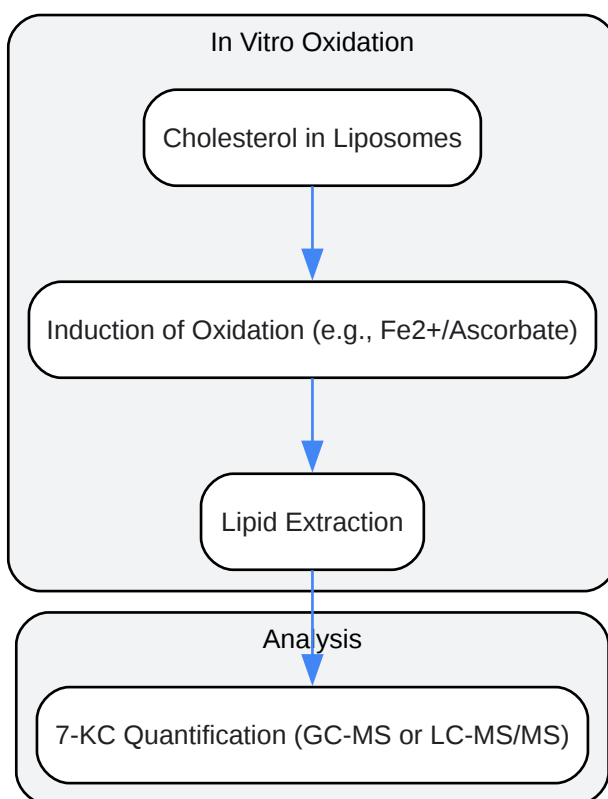 In Vitro Oxidation
Cholesterol in Liposomes
Induction of Oxidation (e.g., Fe2+/Ascorbate)
Lipid Extraction
Analysis
7-KC Quantification (GC-MS or LC-MS/MS)